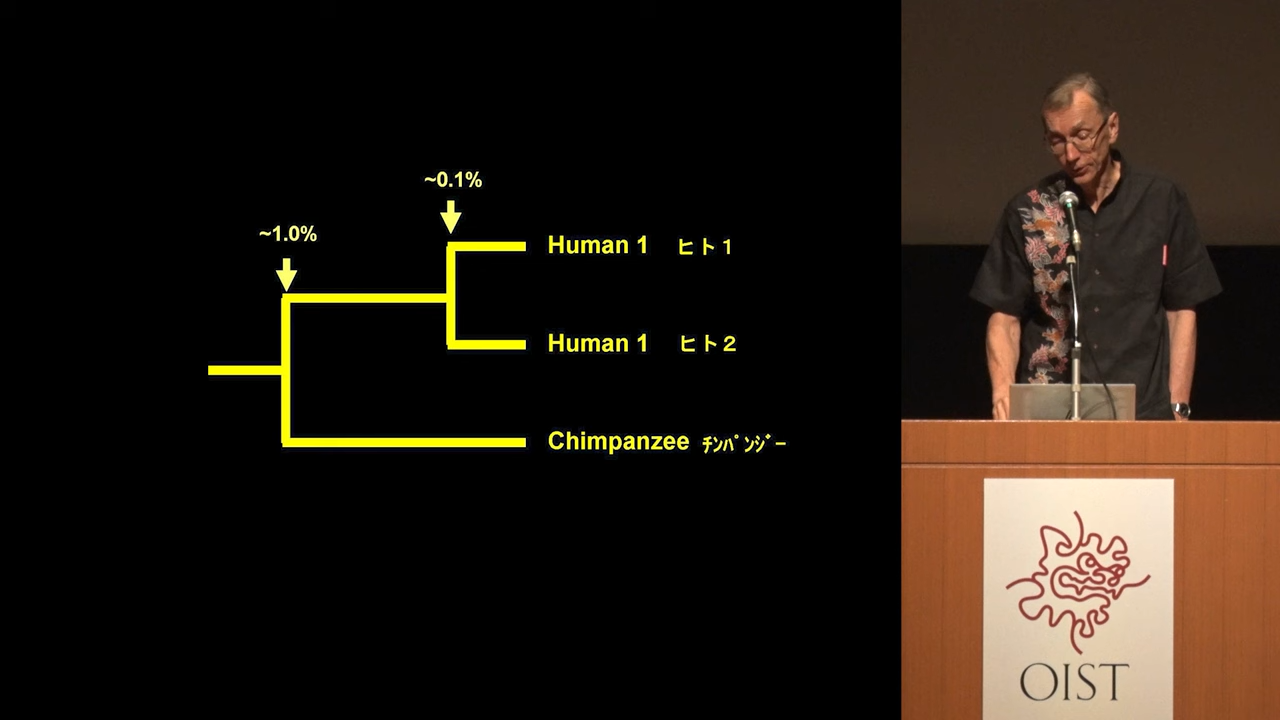 ~0.1%
~1.0%
Human 1 ヒト１
Human 1 ヒト２
Chimpanzee ﾁﾝﾊﾟﾝｼﾞｰ
OIST